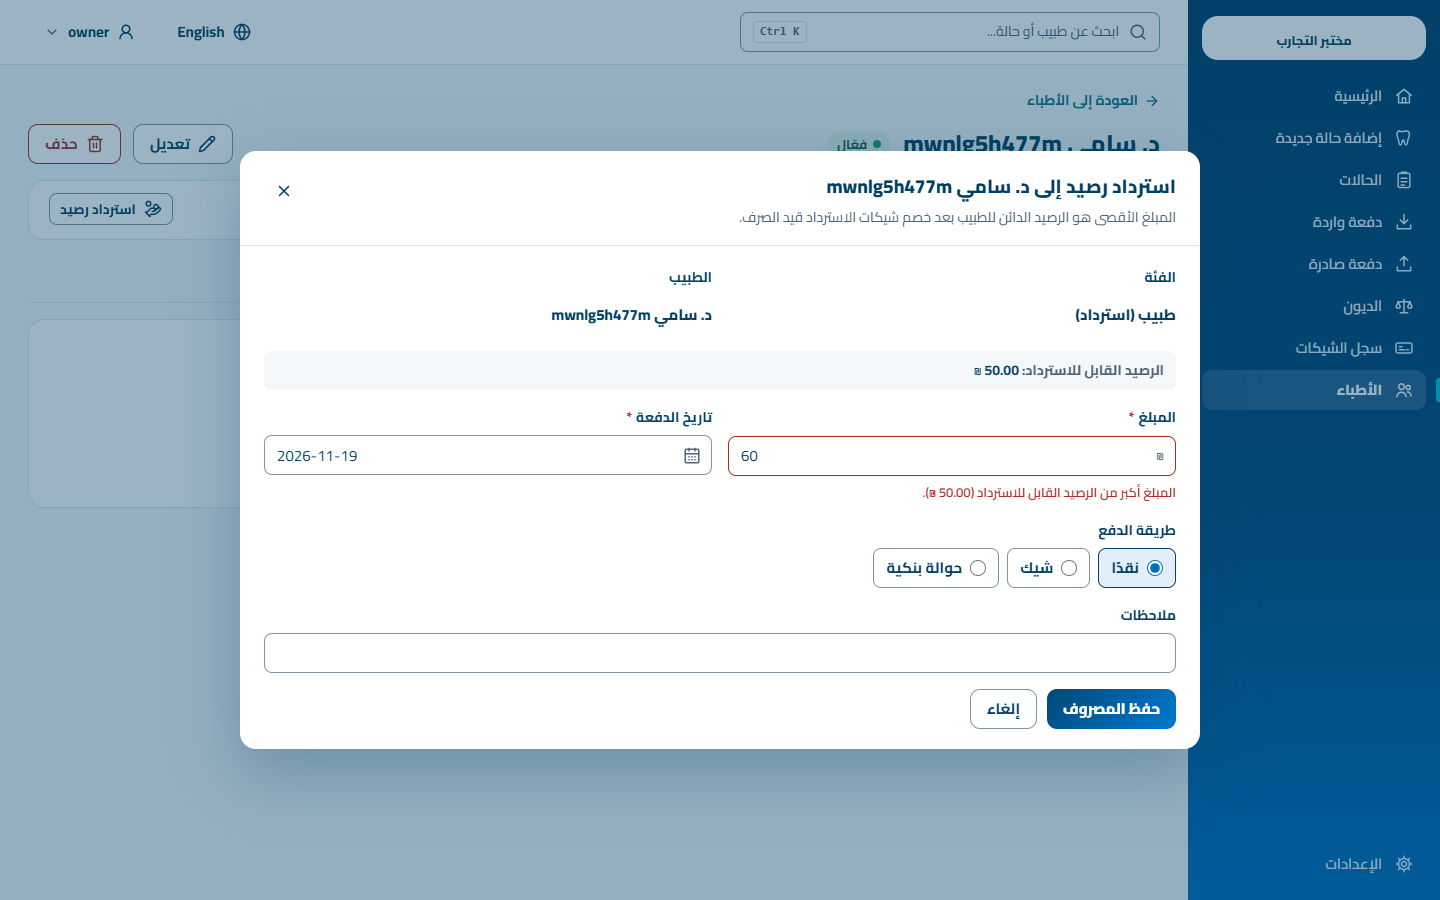 مختبر التجارب
الرئيسية
إضافة حالة جديدة
الحالات
دفعة واردة
دفعة صادرة
الديون
سجل الشيكات
الأطباء
الإعدادات
ابحث عن طبيب أو حالة...
Ctrl K
English
owner
العودة إلى الأطباء
د. سامي mwnlg5h477m
فعّال
تعديل
حذف
استرداد رصيد
استرداد رصيد إلى د. سامي mwnlg5h477m
المبلغ الأقصى هو الرصيد الدائن للطبيب بعد خصم شيكات الاسترداد قيد الصرف.
الفئة
طبيب (استرداد)
الطبيب
د. سامي mwnlg5h477m
الرصيد القابل للاسترداد: 50.00 ₪
المبلغ *
60
₪
المبلغ أكبر من الرصيد القابل للاسترداد (50.00 ₪).
تاريخ الدفعة *
2026-11-19
طريقة الدفع
نقدًا
شيك
حوالة بنكية
ملاحظات
حفظ المصروف
إلغاء